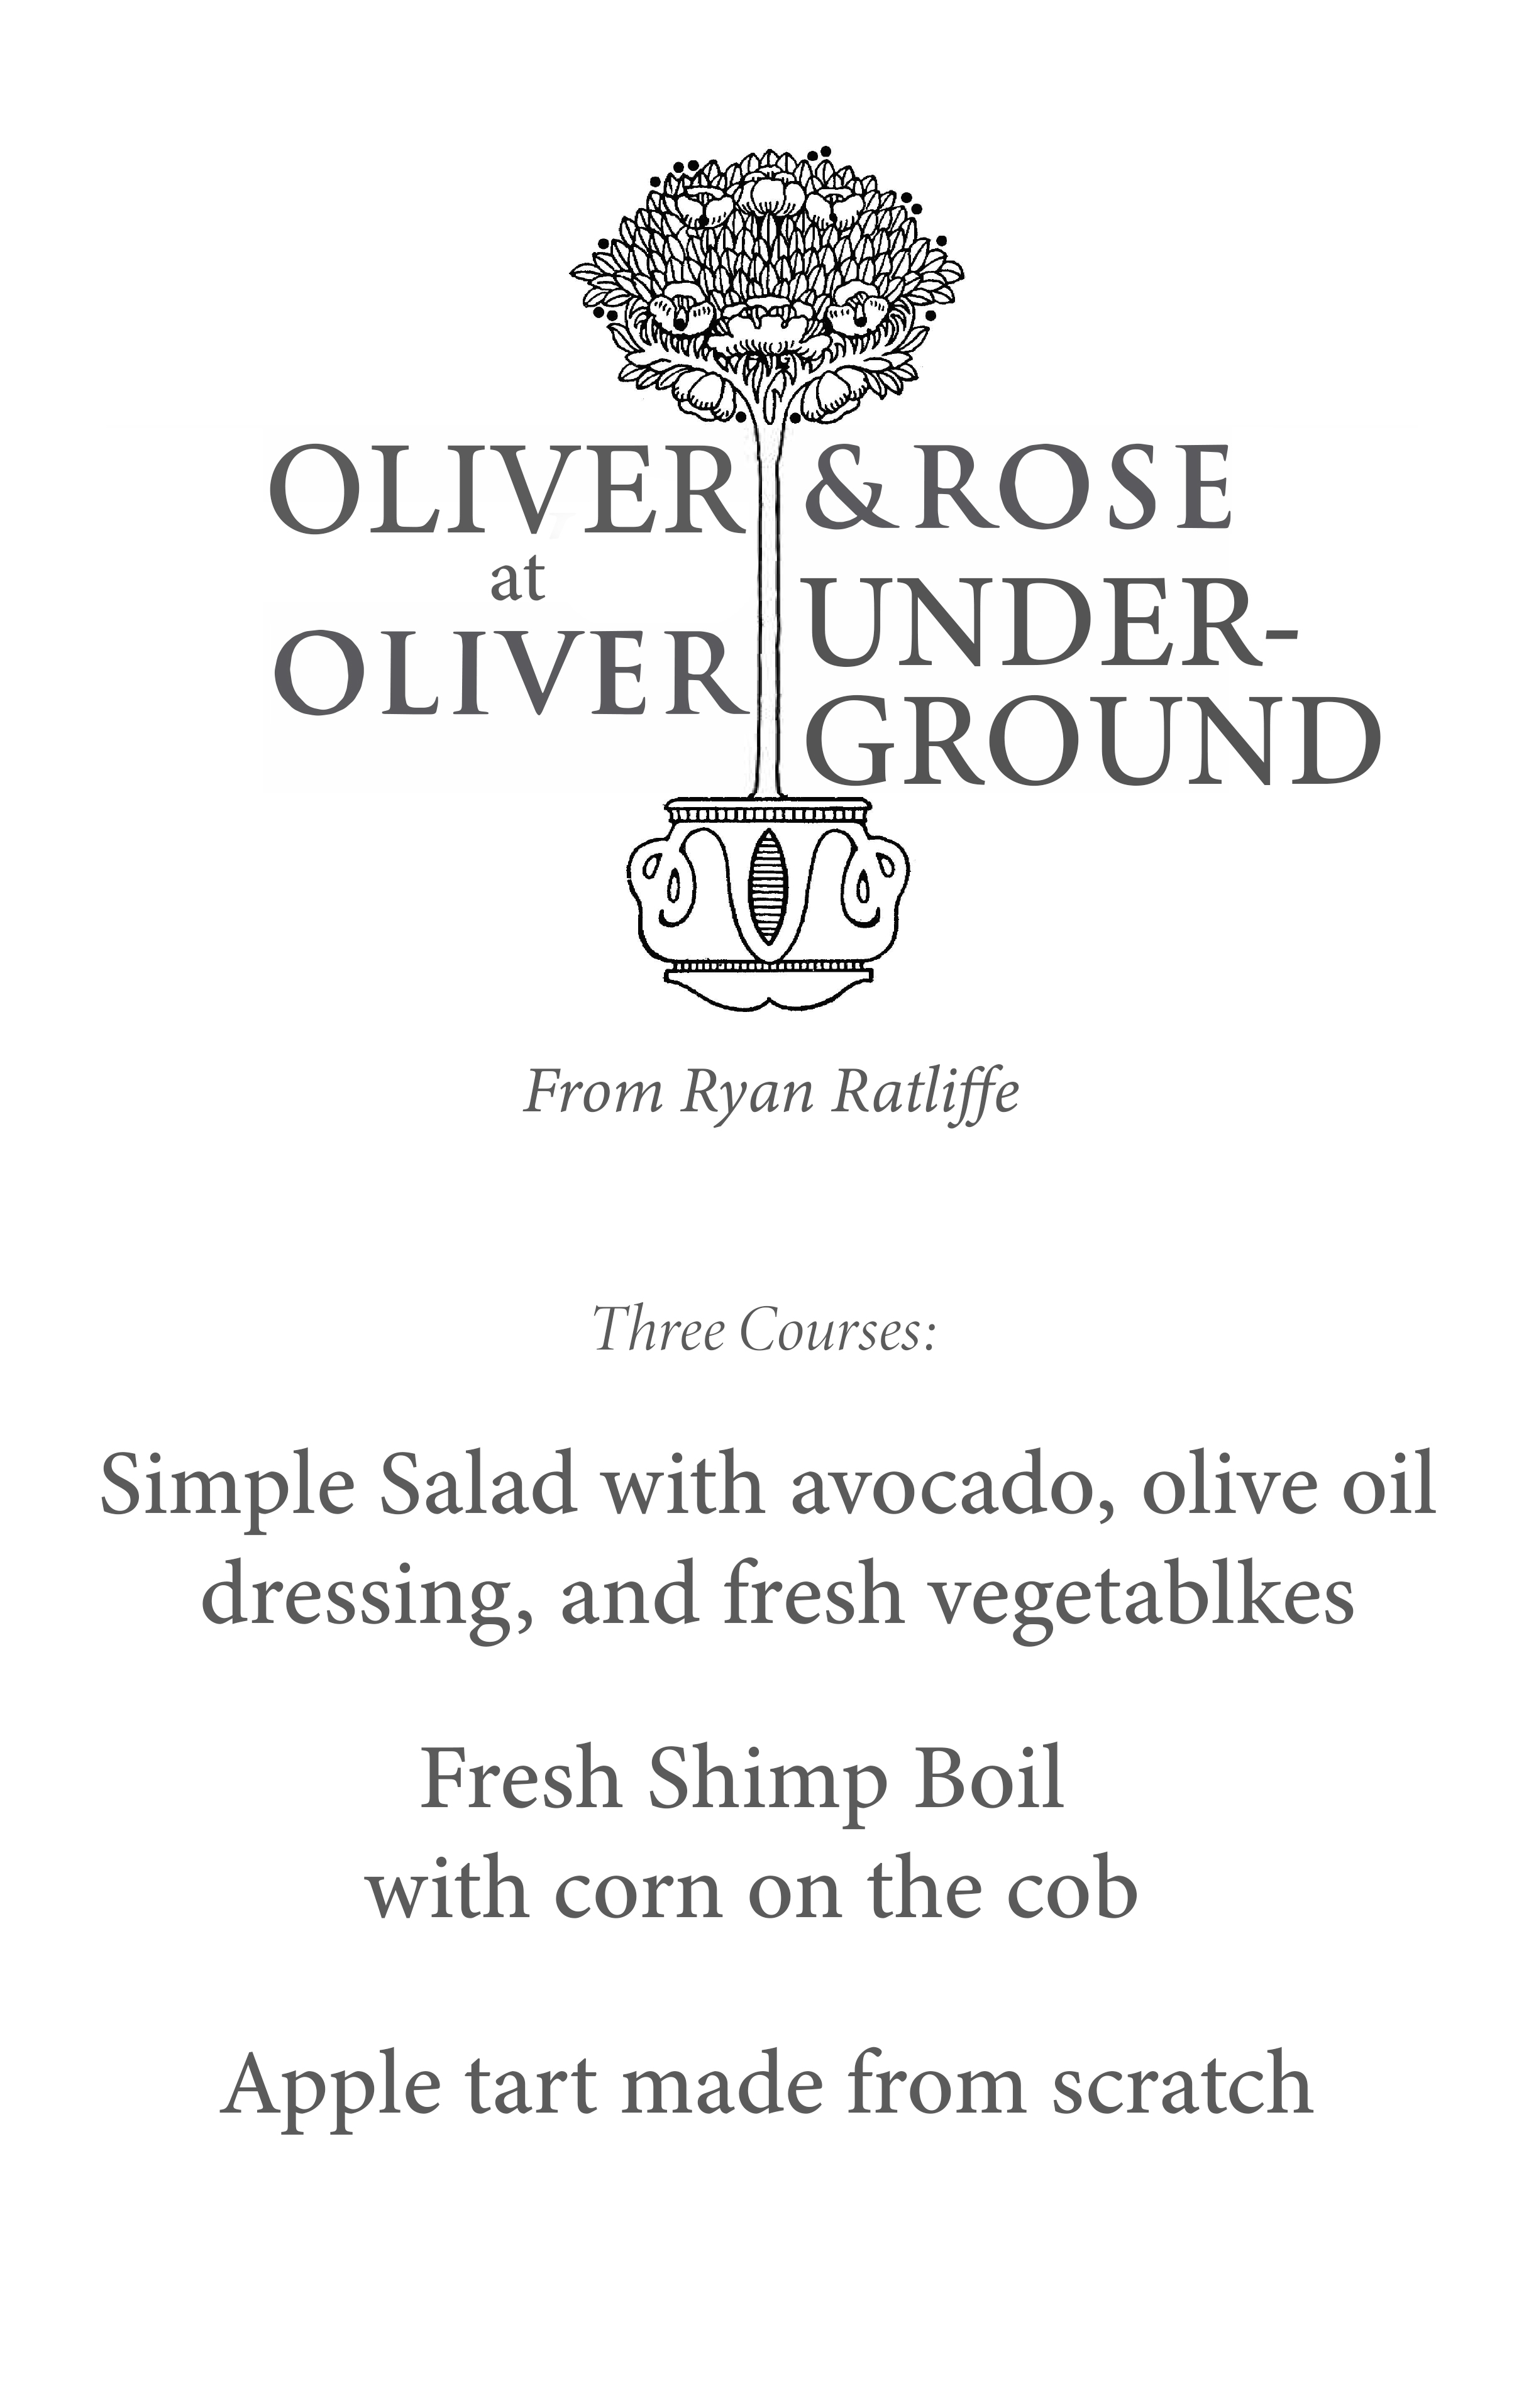 OLIVER & ROSE
at
OLIVER UNDER-
GROUND
From Ryan Ratliffe
Three Courses:
Simple Salad with avocado, olive oil
dressing, and fresh vegetablkes
Fresh Shimp Boil
with corn on the cob
Apple tart made from scratch